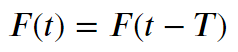 F(t) = F(t − T)